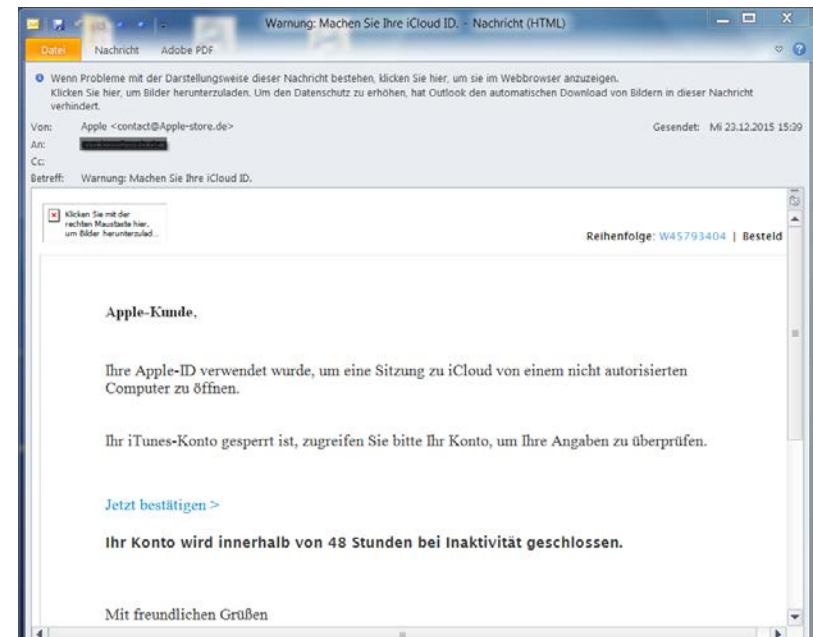 Warnung: Machen Sie Ihre iCloud ID. - Nachricht (HTML)
Datei Nachricht Adobe PDF
Wenn Probleme mit der Darstellungsweise dieser Nachricht bestehen, klicken Sie hier, um sie im Webbrowser anzuzeigen.
Klicken Sie hier, um Bilder herunterzuladen. Um den Datenschutz zu erhöhen, hat Outlook den automatischen Download von Bildern in dieser Nachricht
verhindert.
Von: Apple <contact@Apple-store.de> Gesendet: Mi 23.12.2015 15:39
An:
Cc:
Betreff: Warnung: Machen Sie Ihre iCloud ID.
Klicken Sie mit der
rechten Maustaste hier,
um Bilder herunterzulad...
Reihenfolge: W45793404 | Besteld
Apple-Kunde,
Ihre Apple-ID verwendet wurde, um eine Sitzung zu iCloud von einem nicht autorisierten
Computer zu öffnen.
Ihr iTunes-Konto gesperrt ist, zugreifen Sie bitte Ihr Konto, um Ihre Angaben zu überprüfen.
Jetzt bestätigen >
Ihr Konto wird innerhalb von 48 Stunden bei Inaktivität geschlossen.
Mit freundlichen Grüßen